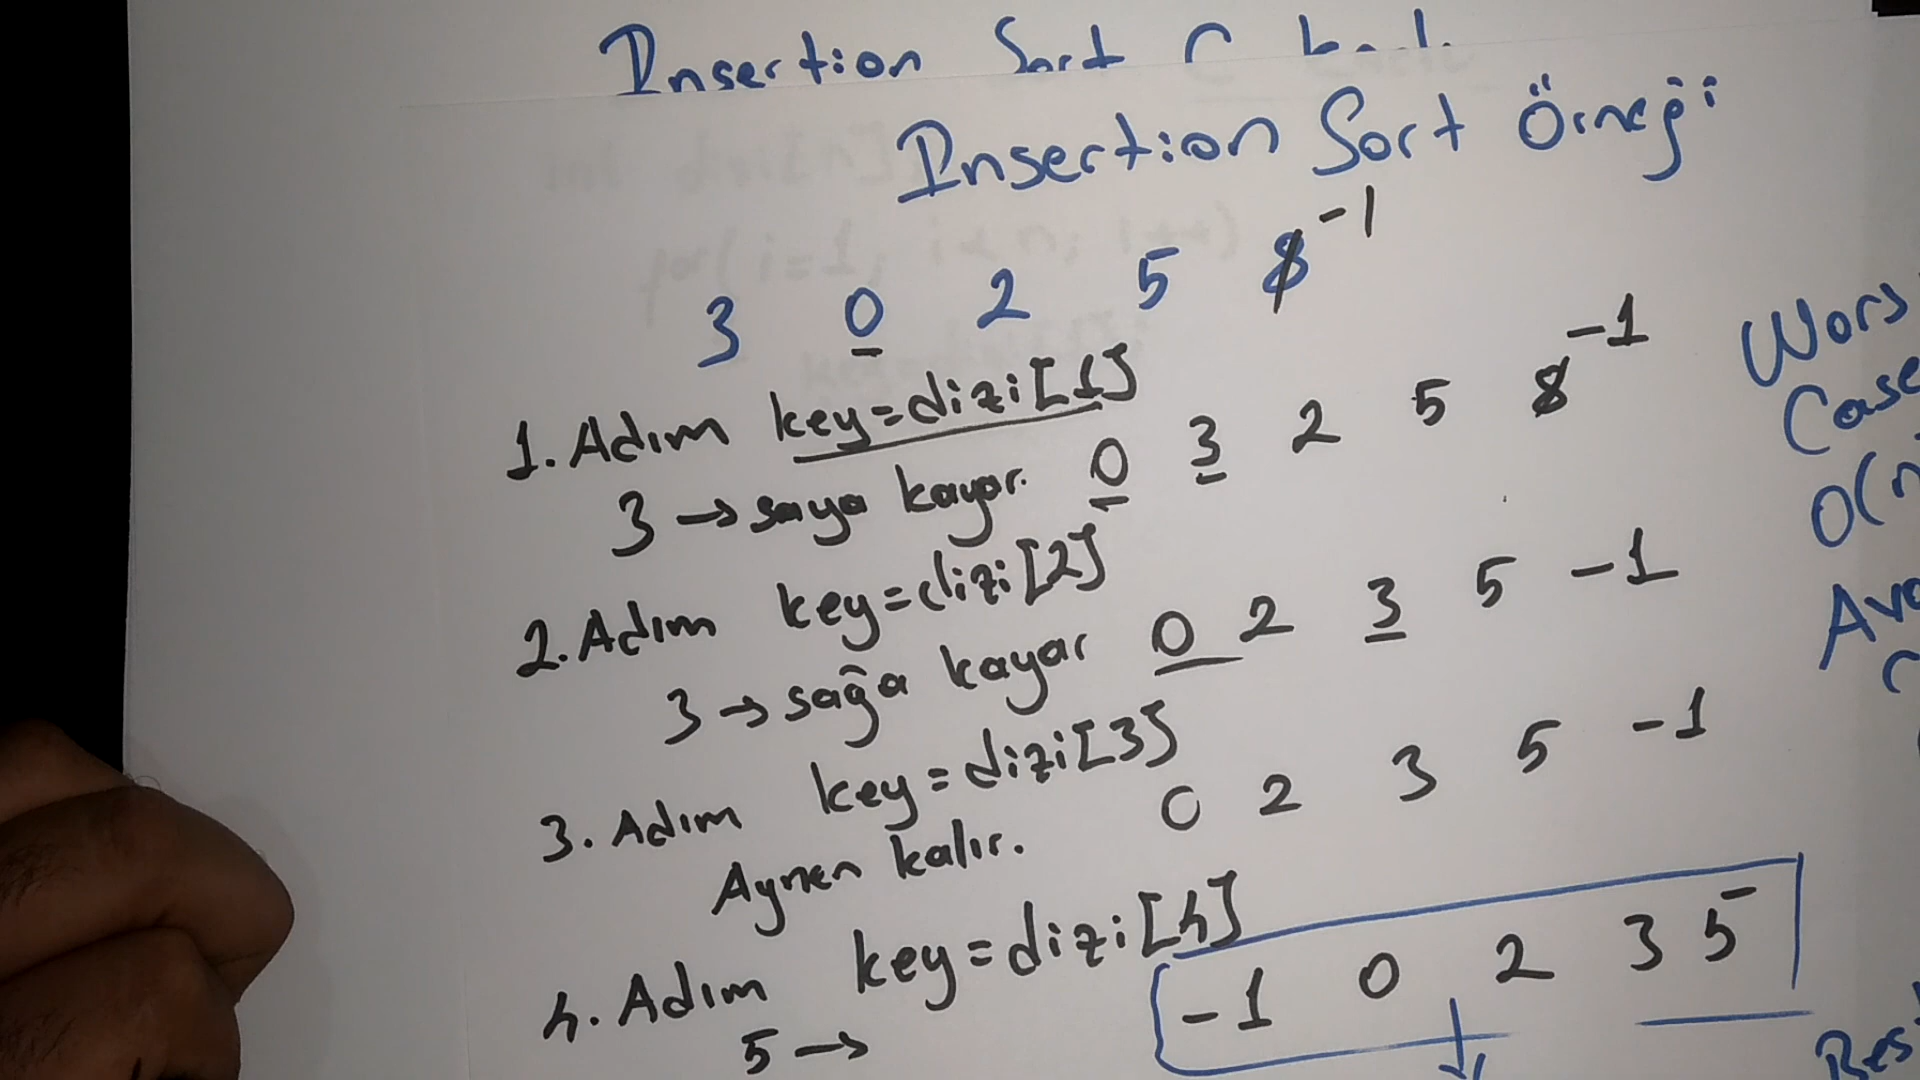 Insertion Sort C
Insertion Sort Örneği
3 0 2 5 8 -1
1. Adım key=dizi[1]
3 → saya kayar. 0 3 2 5 8 -1
2. Adım key=dizi[2]
3 → sağa kayar 0 2 3 5 -1
3. Adım key=dizi[3]
Aynen kalır. 0 2 3 5 -1
4. Adım key=dizi[4]
5 → -1 0 2 3 5
Wors
Case
O(n